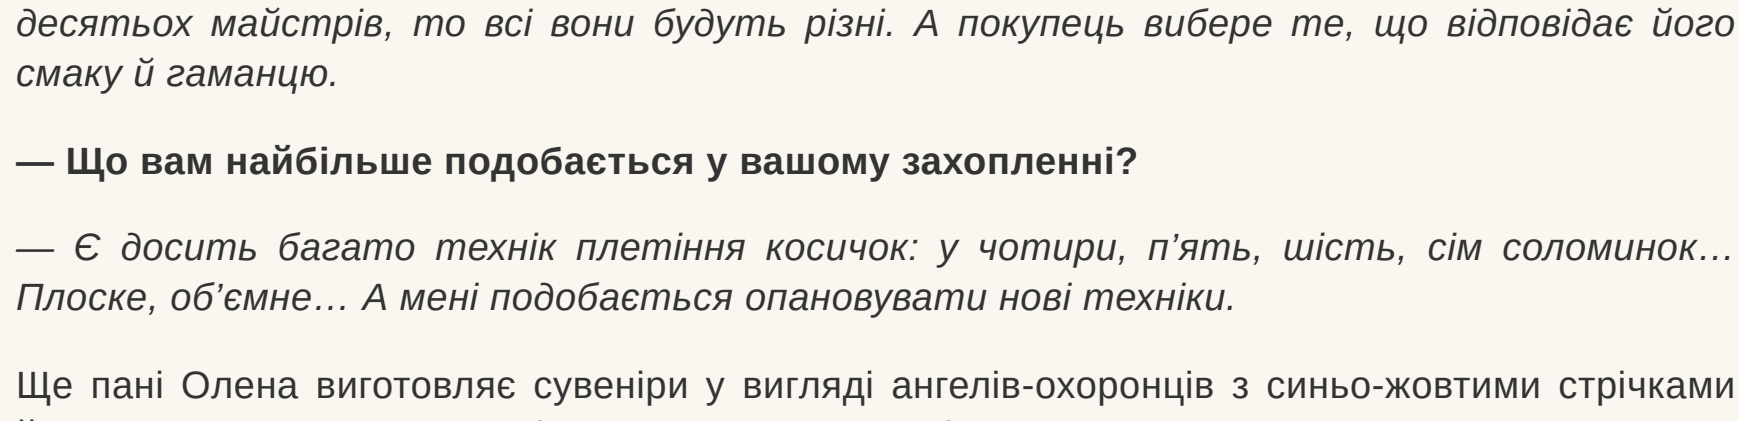 десятьох майстрів, то всі вони будуть різні. А покупець вибере те, що відповідає його
смаку й гаманцю.
— Що вам найбільше подобається у вашому захопленні?
— Є досить багато технік плетіння косичок: у чотири, п’ять, шість, сім соломинок…
Плоске, об’ємне… А мені подобається опановувати нові техніки.
Ще пані Олена виготовляє сувеніри у вигляді ангелів-охоронців з синьо-жовтими стрічками